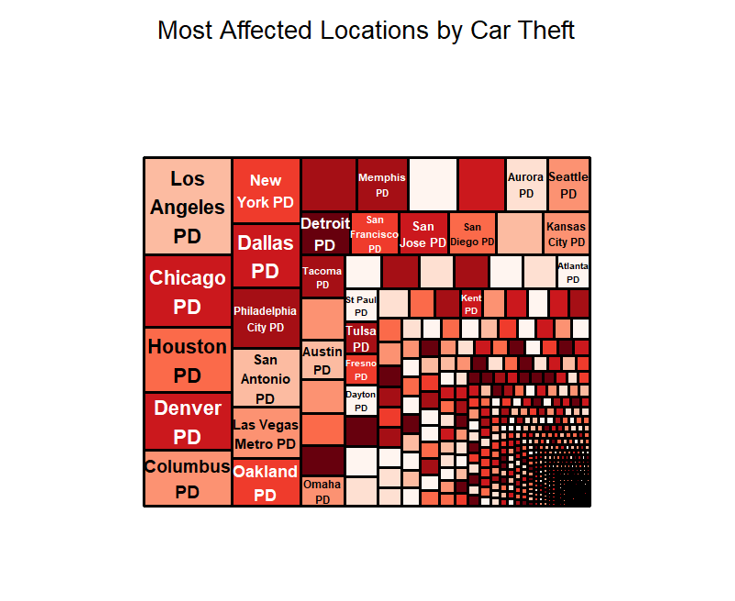 Most Affected Locations by Car Theft
Los
Angeles
PD
Chicago
PD
Houston
PD
Denver
PD
Columbus
PD
New
York PD
Dallas
PD
Philadelphia
City PD
San
Antonio
PD
Las Vegas
Metro PD
Oakland
PD
Memphis
PD
Aurora
PD
Seattle
PD
Detroit
PD
San
Francisco
PD
San
Jose PD
San
Diego PD
Kansas
City PD
Tacoma
PD
Atlanta
PD
St Paul
PD
Kent
PD
Tulsa
PD
Austin
PD
Fresno
PD
Dayton
PD
Omaha
PD